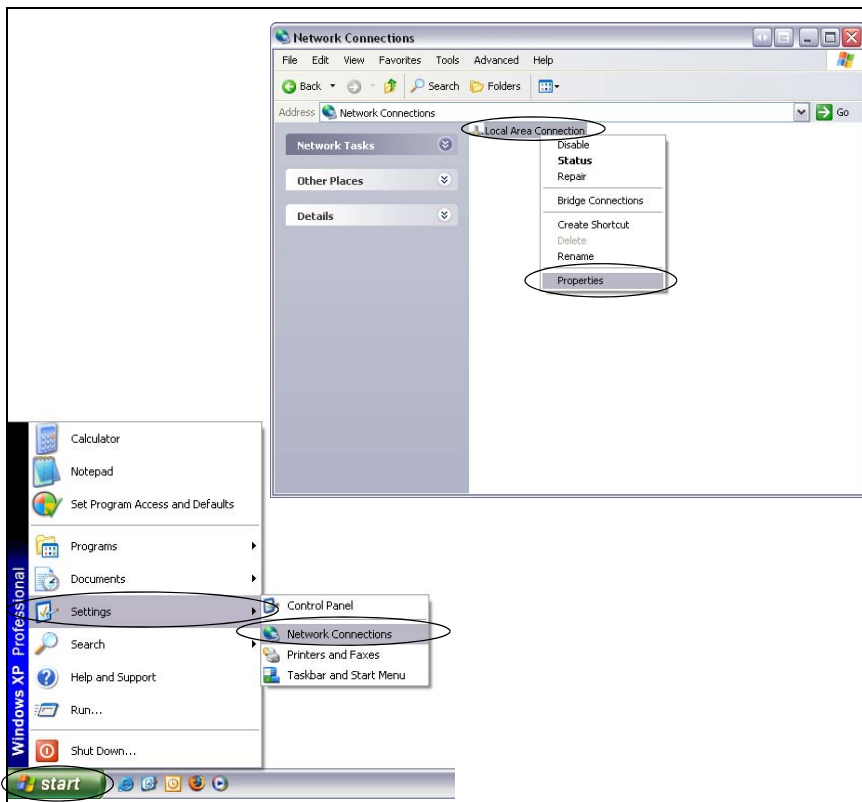 Network Connections
File Edit View Favorites Tools Advanced Help
Back Search Folders
Address Network Connections Go
Network Tasks
Other Places
Details
Local Area Connection
Disable
Status
Repair
Bridge Connections
Create Shortcut
Delete
Rename
Properties
Calculator
Notepad
Set Program Access and Defaults
Programs
Documents
Settings
Search
Help and Support
Run...
Shut Down...
Windows XP Professional
Control Panel
Network Connections
Printers and Faxes
Taskbar and Start Menu
start